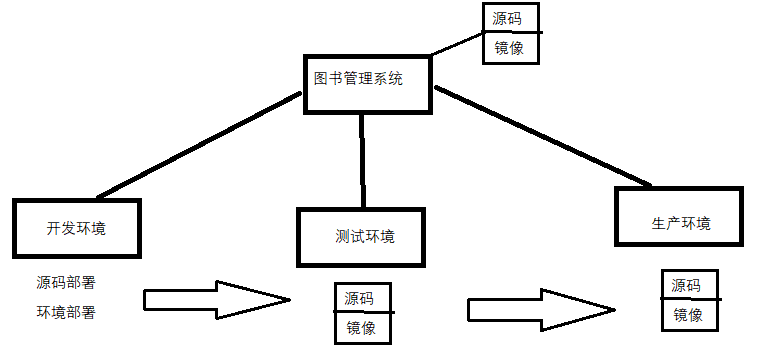 源码
镜像
图书管理系统
开发环境
测试环境
生产环境
源码部署
环境部署
源码
镜像
源码
镜像